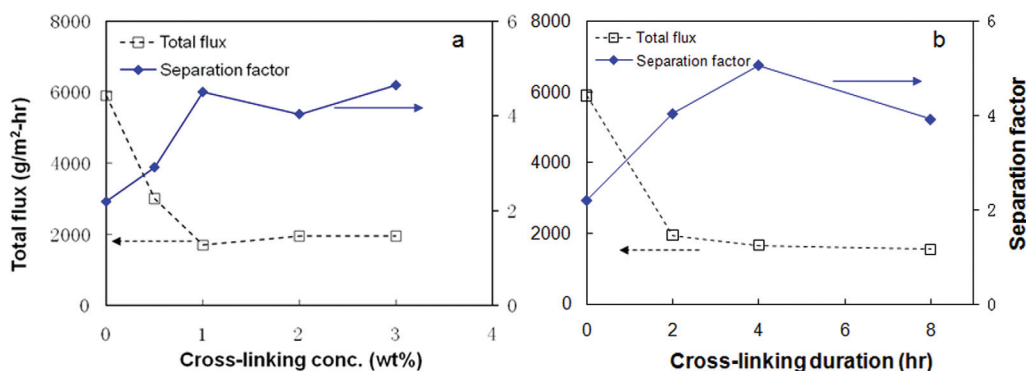 8000
6000
4000
2000
0
Total flux (g/m²-hr)
Total flux
Separation factor
a
6
4
2
0
0 1 2 3 4
Cross-linking conc. (wt%)
8000
6000
4000
2000
0
Total flux
Separation factor
b
6
4
2
0
Separation factor
0 2 4 6 8
Cross-linking duration (hr)